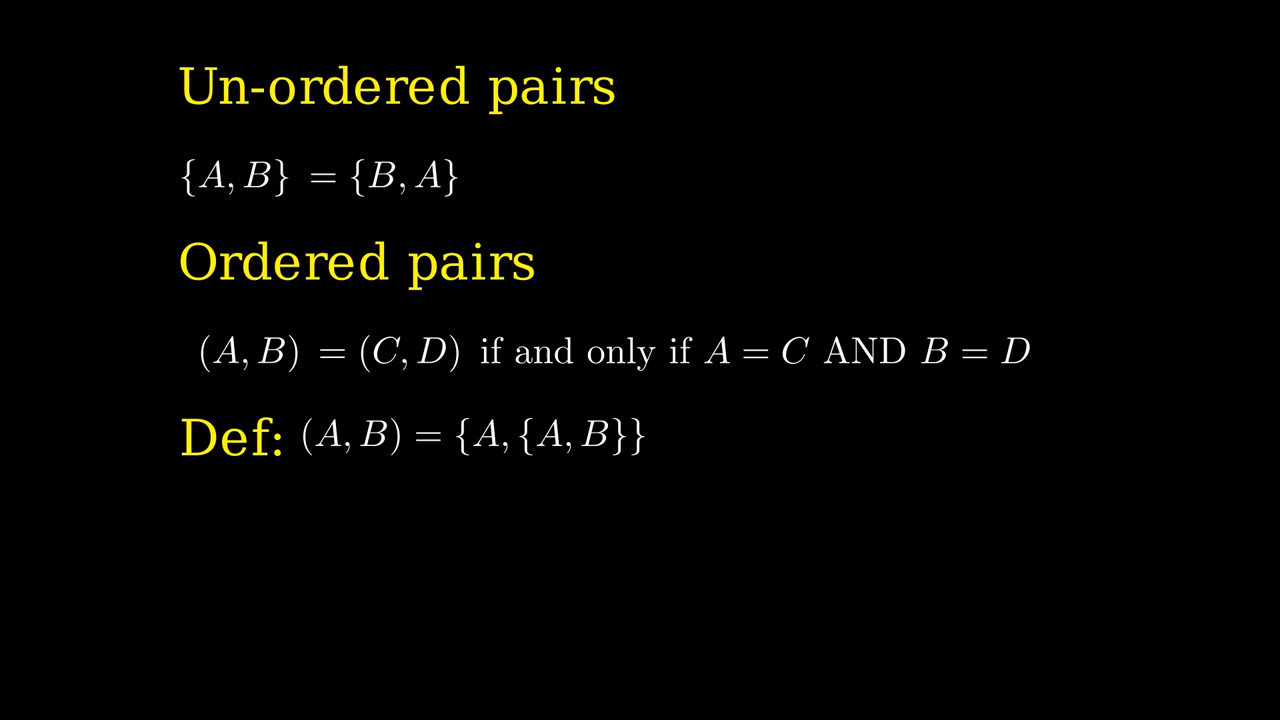 Un-ordered pairs
{A, B} = {B, A}
Ordered pairs
(A, B) = (C, D) if and only if A = C AND B = D
Def: (A, B) = {A, {A, B}}